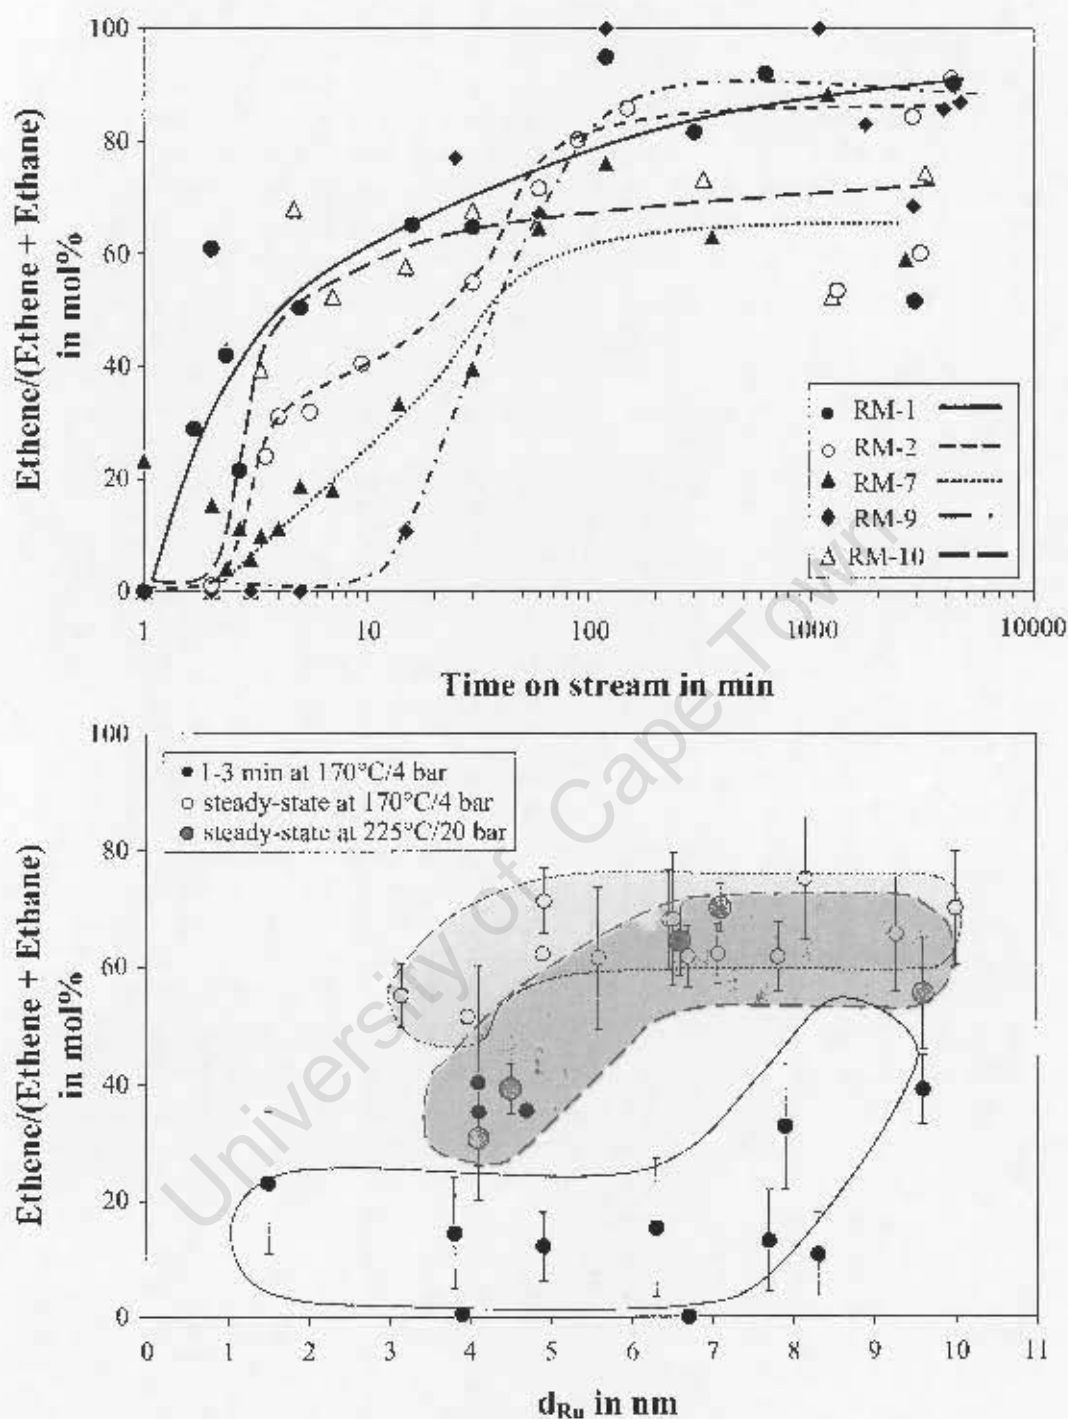 100
80
60
40
20
0
Ethene/(Ethene + Ethane)
in mol%
RM-1
RM-2
RM-7
RM-9
RM-10
1
10
100
1000
10000
Time on stream in min
100
80
60
40
20
0
Ethene/(Ethene + Ethane)
in mol%
1-3 min at 170°C/4 bar
steady-state at 170°C/4 bar
steady-state at 225°C/20 bar
0 1 2 3 4 5 6 7 8 9 10 11
dRu in nm
University of Cape Town